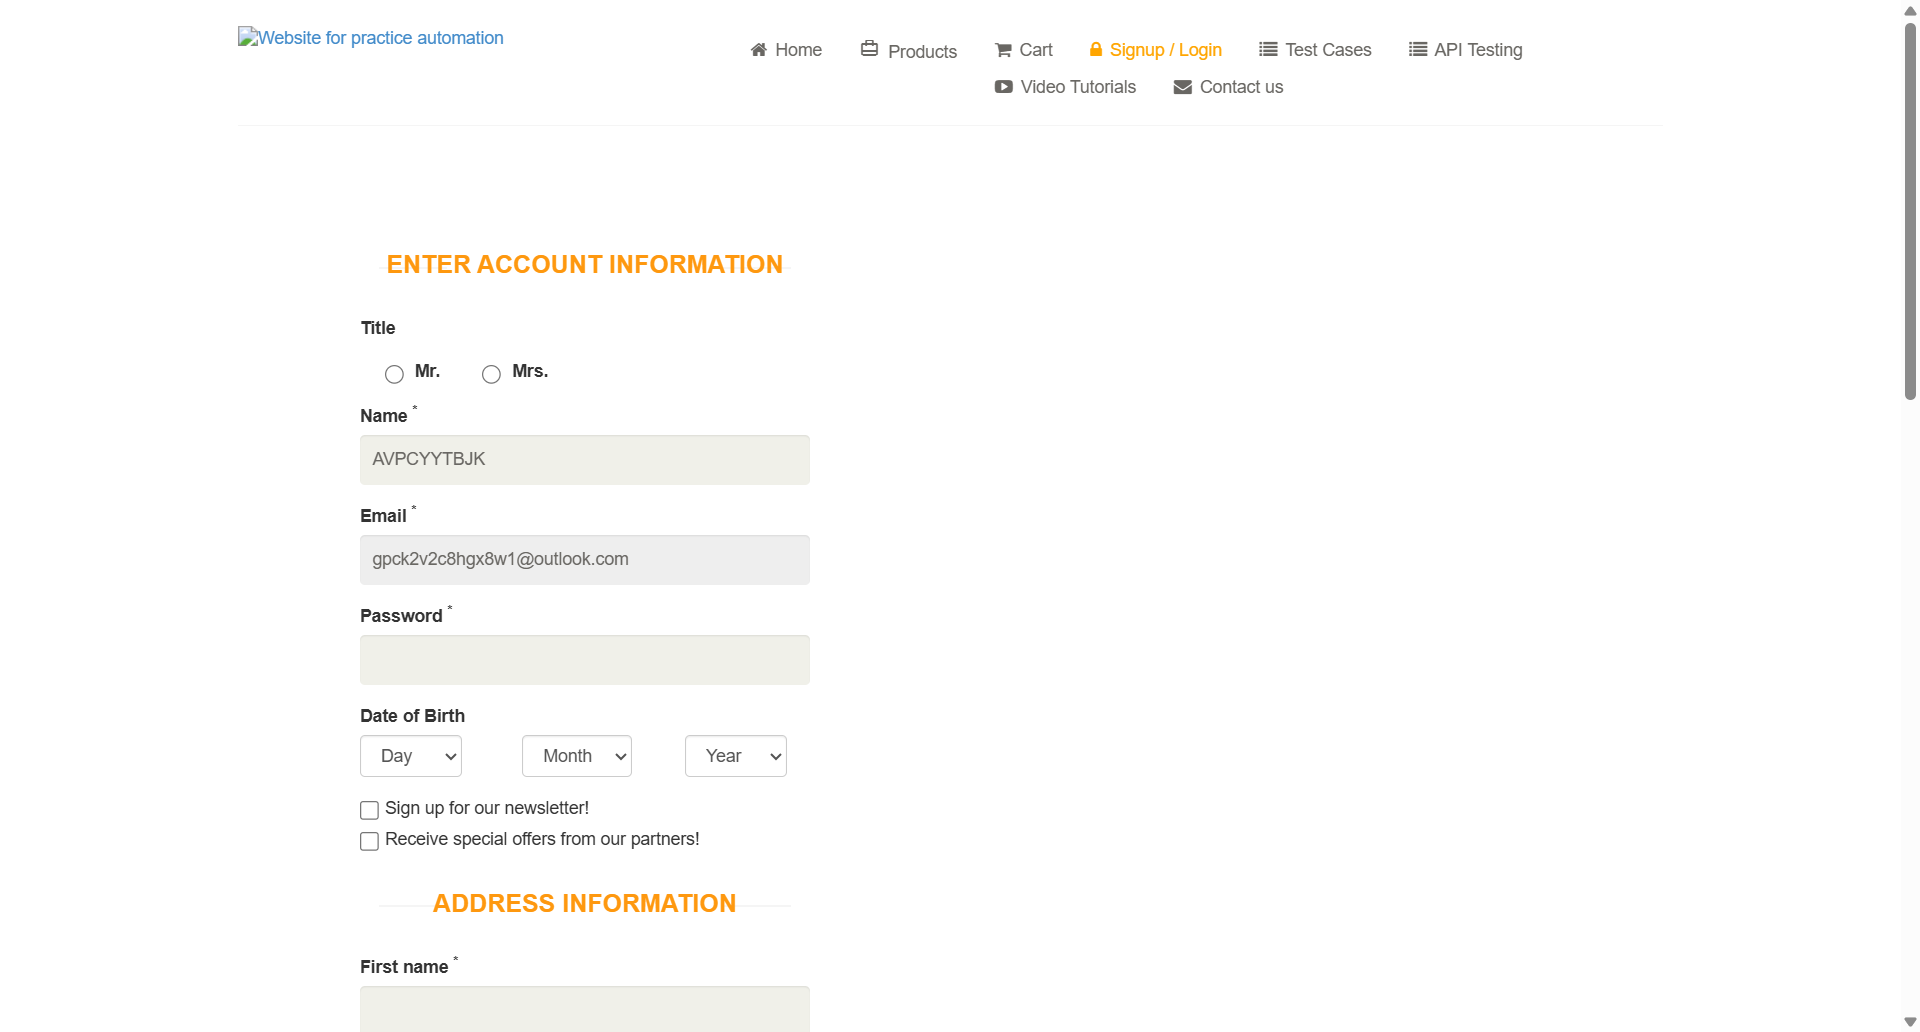 Website for practice automation
Home Products Cart Signup / Login Test Cases API Testing
Video Tutorials Contact us
ENTER ACCOUNT INFORMATION
Title
Mr. Mrs.
Name *
AVPCYYTBJK
Email *
gpck2v2c8hgx8w1@outlook.com
Password *
Date of Birth
Day Month Year
Sign up for our newsletter!
Receive special offers from our partners!
ADDRESS INFORMATION
First name *